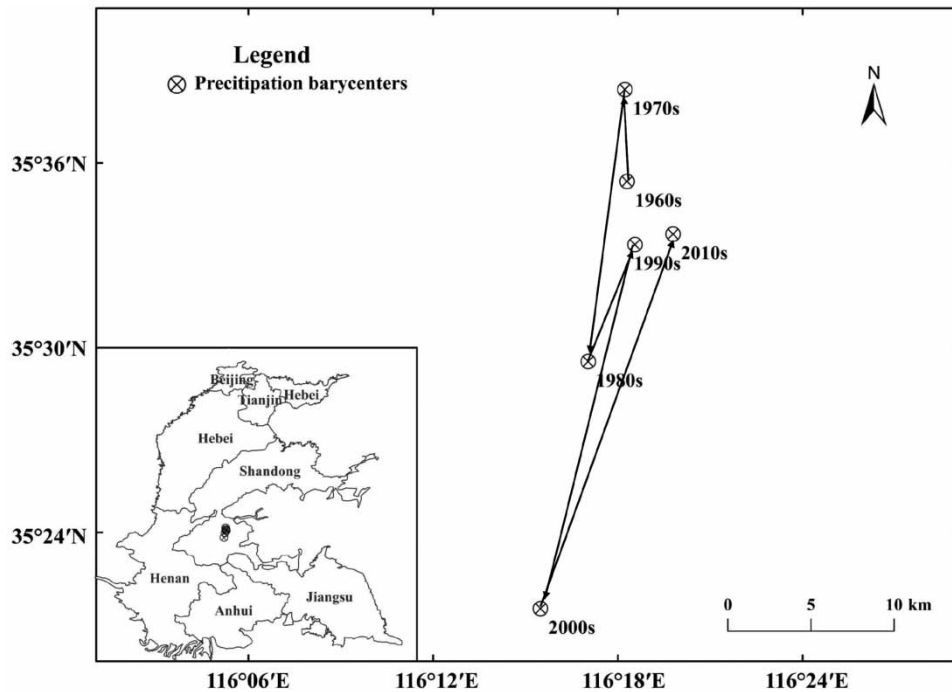 Legend
Precitipation barycenters
N
1970s
35°36′N
1960s
2010s
1990s
35°30′N
1980s
Beijing
Tianjin
Hebei
Hebei
Shandong
35°24′N
Henan
Jiangsu
Anhui
2000s
0 5 10 km
116°06′E 116°12′E 116°18′E 116°24′E